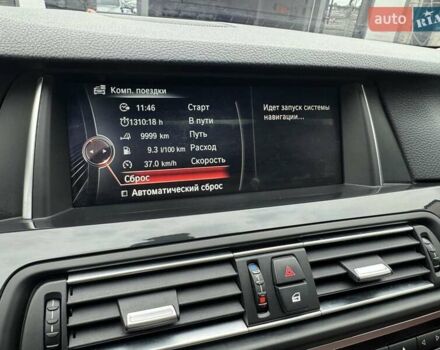 auto RIA.com
Комп. поездки
11:46 Старт
1310:18 h В пути
9999 km Путь
9.3 l/100 km Расход
37.0 km/h Скорость
Сброс
Автоматический сброс
Идет запуск системы
навигации...